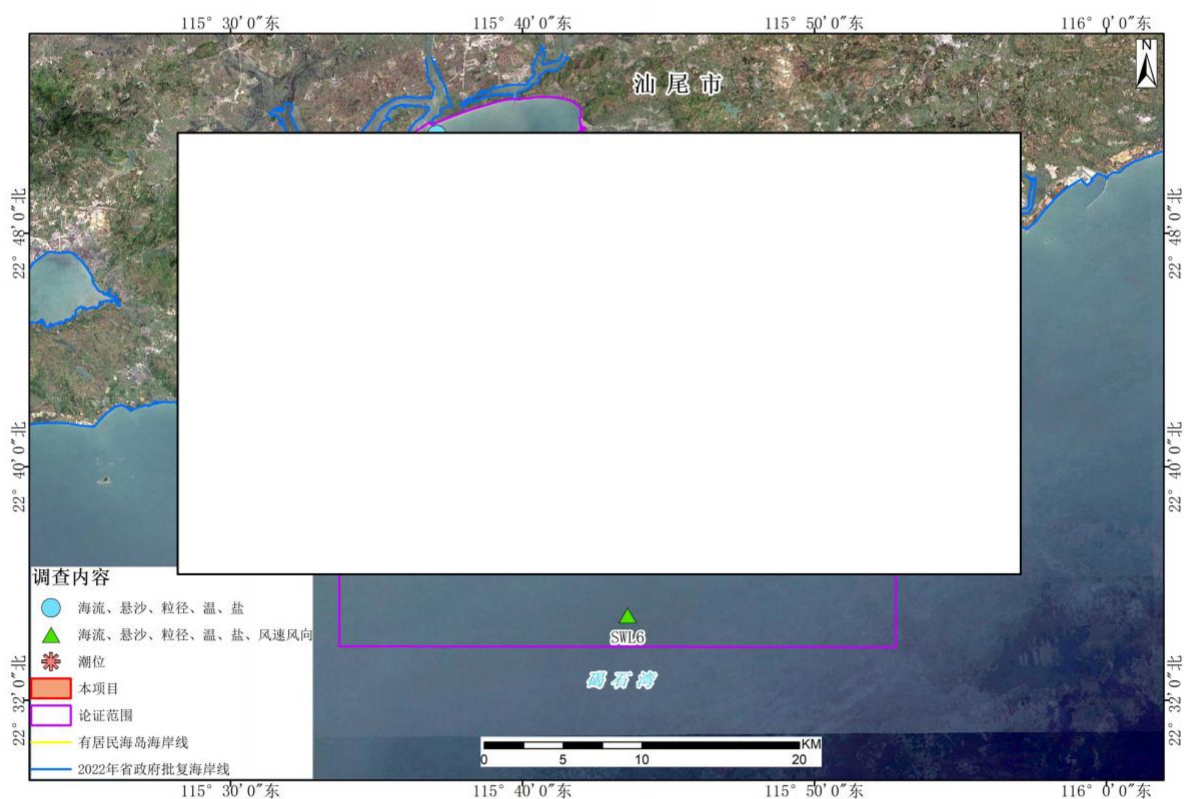 115° 30′0″东 115° 40′0″东 115° 50′0″东 116° 0′0″东
N
汕尾市
22° 48′0″北 22° 48′0″北
22° 40′0″北 22° 40′0″北
22° 32′0″北 22° 32′0″北
调查内容
海流、悬沙、粒径、温、盐
海流、悬沙、粒径、温、盐、风速风向
潮位
本项目
论证范围
有居民海岛海岸线
2022年省政府批复海岸线
SWL6
碣石湾
KM
0 5 10 20
115° 30′0″东 115° 40′0″东 115° 50′0″东 116° 0′0″东